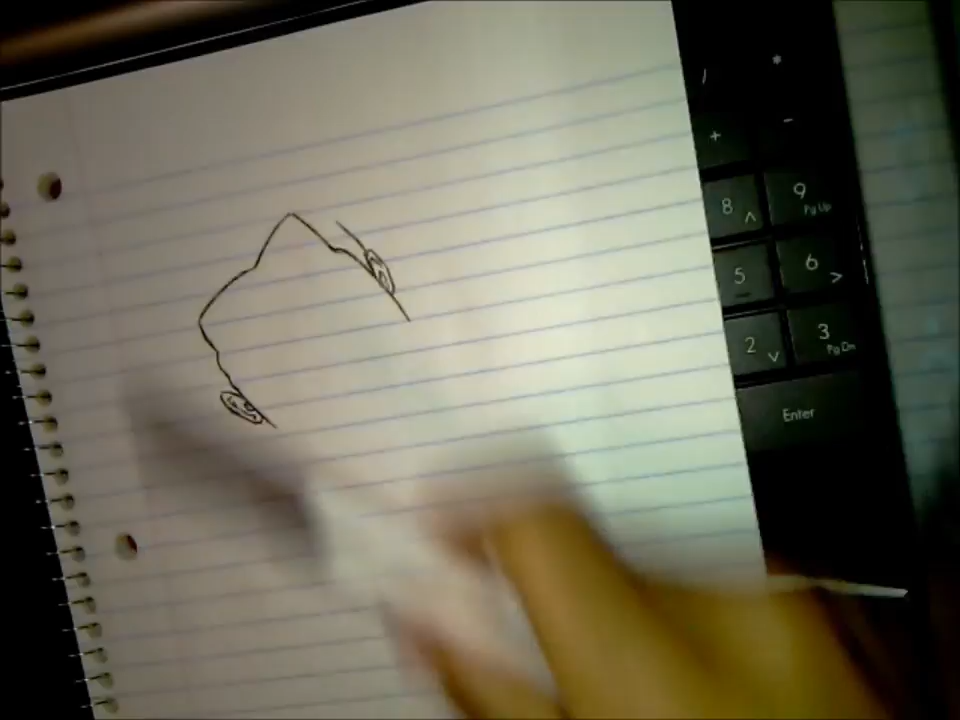 / *
+ -
8 ^ 9 Pg Up
5 6 >
2 v 3 Pg Dn
Enter